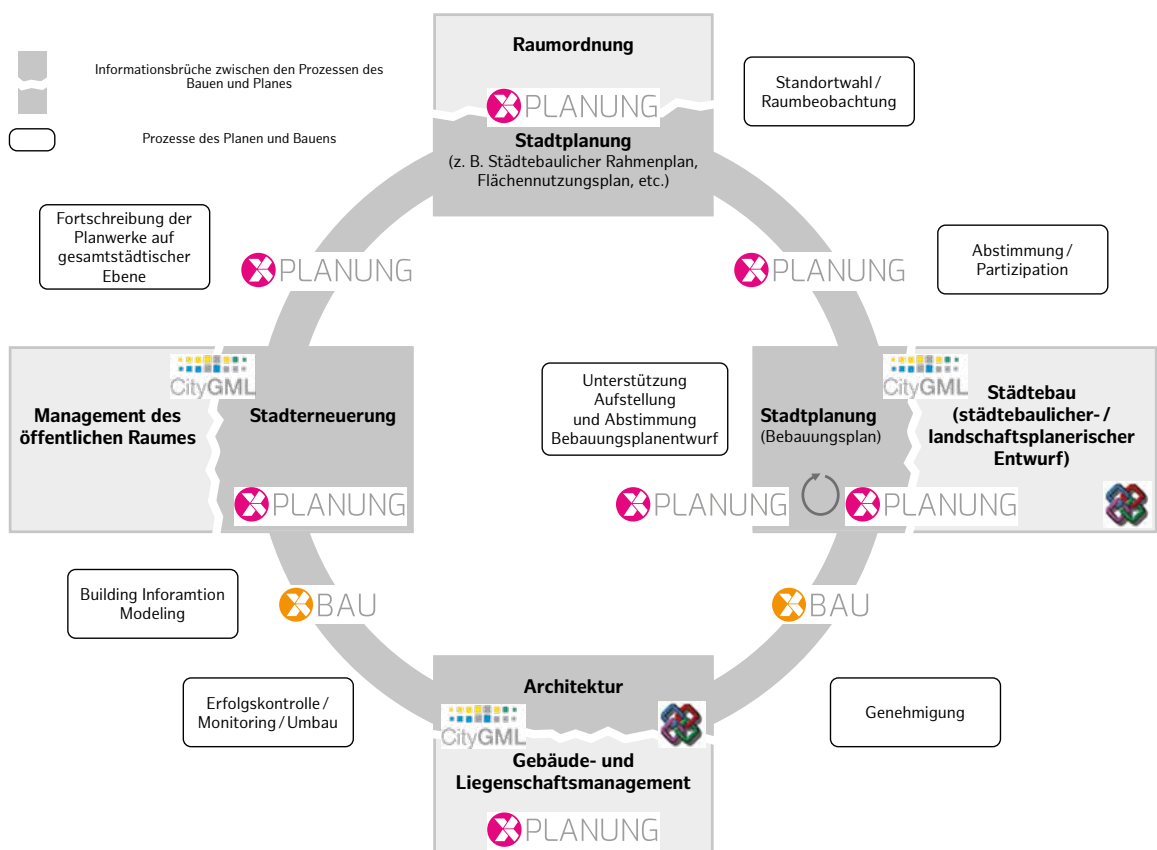 Raumordnung
Informationsbrüche zwischen den Prozessen des
Bauen und Planes
Standortwahl /
Raumbeobachtung
PLANUNG
Prozesse des Planen und Bauens
Stadtplanung
(z. B. Städtebaulicher Rahmenplan,
Flächennutzungsplan, etc.)
Fortschreibung der
Planwerke auf
gesamtstädtischer
Ebene
PLANUNG
PLANUNG
Abstimmung /
Partizipation
CityGML
Management des
öffentlichen Raumes
Stadterneuerung
PLANUNG
Unterstützung
Aufstellung
und Abstimmung
Bebauungsplanentwurf
Stadtplanung
(Bebauungsplan)
CityGML
Städtebau
(städtebaulicher- /
landschaftsplanerischer
Entwurf)
PLANUNG
PLANUNG
Building Inforamtion
Modeling
BAU
BAU
Erfolgskontrolle /
Monitoring / Umbau
Architektur
CityGML
Gebäude- und
Liegenschaftsmanagement
PLANUNG
Genehmigung